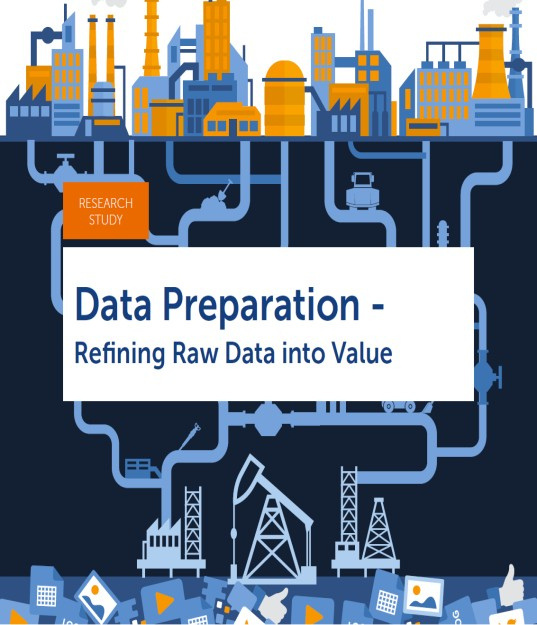 RESEARCH
STUDY
Data Preparation -
Refining Raw Data into Value